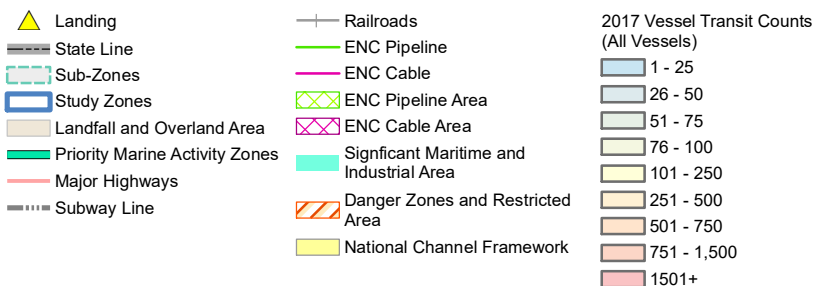 Landing
State Line
Sub-Zones
Study Zones
Landfall and Overland Area
Priority Marine Activity Zones
Major Highways
Subway Line
Railroads
ENC Pipeline
ENC Cable
ENC Pipeline Area
ENC Cable Area
Signficant Maritime and
Industrial Area
Danger Zones and Restricted
Area
National Channel Framework
2017 Vessel Transit Counts
(All Vessels)
1 - 25
26 - 50
51 - 75
76 - 100
101 - 250
251 - 500
501 - 750
751 - 1,500
1501+